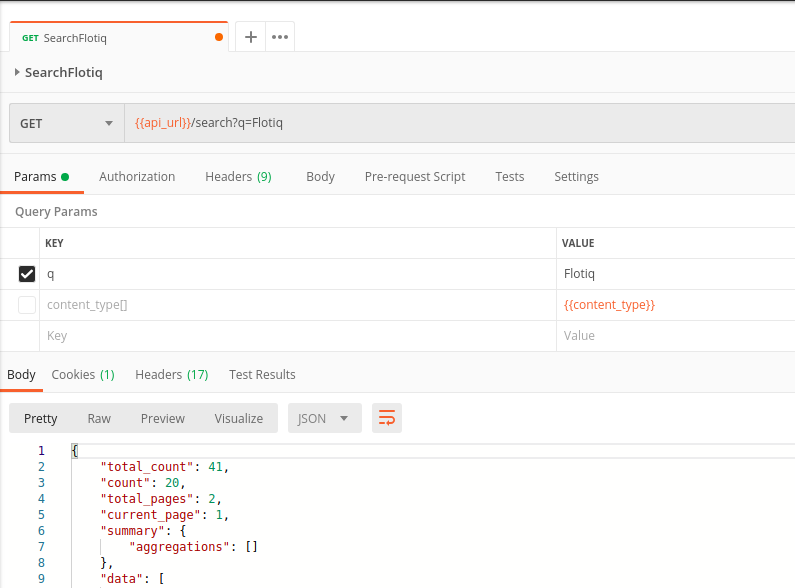 GET SearchFlotiq
SearchFlotiq
GET {{api_url}}/search?q=Flotiq
Params Authorization Headers (9) Body Pre-request Script Tests Settings
Query Params
KEY VALUE
q Flotiq
content_type[] {{content_type}}
Key Value
Body Cookies (1) Headers (17) Test Results
Pretty Raw Preview Visualize JSON
1 {
2 "total_count": 41,
3 "count": 20,
4 "total_pages": 2,
5 "current_page": 1,
6 "summary": {
7 "aggregations": []
8 },
9 "data": [